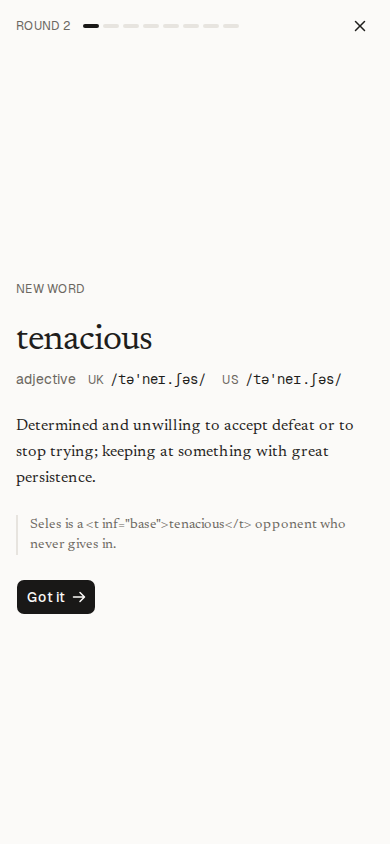 ROUND 2
NEW WORD
tenacious
adjective UK /təˈneɪ.ʃəs/ US /təˈneɪ.ʃəs/
Determined and unwilling to accept defeat or to
stop trying; keeping at something with great
persistence.
Seles is a <t inf="base">tenacious</t> opponent who
never gives in.
Got it →